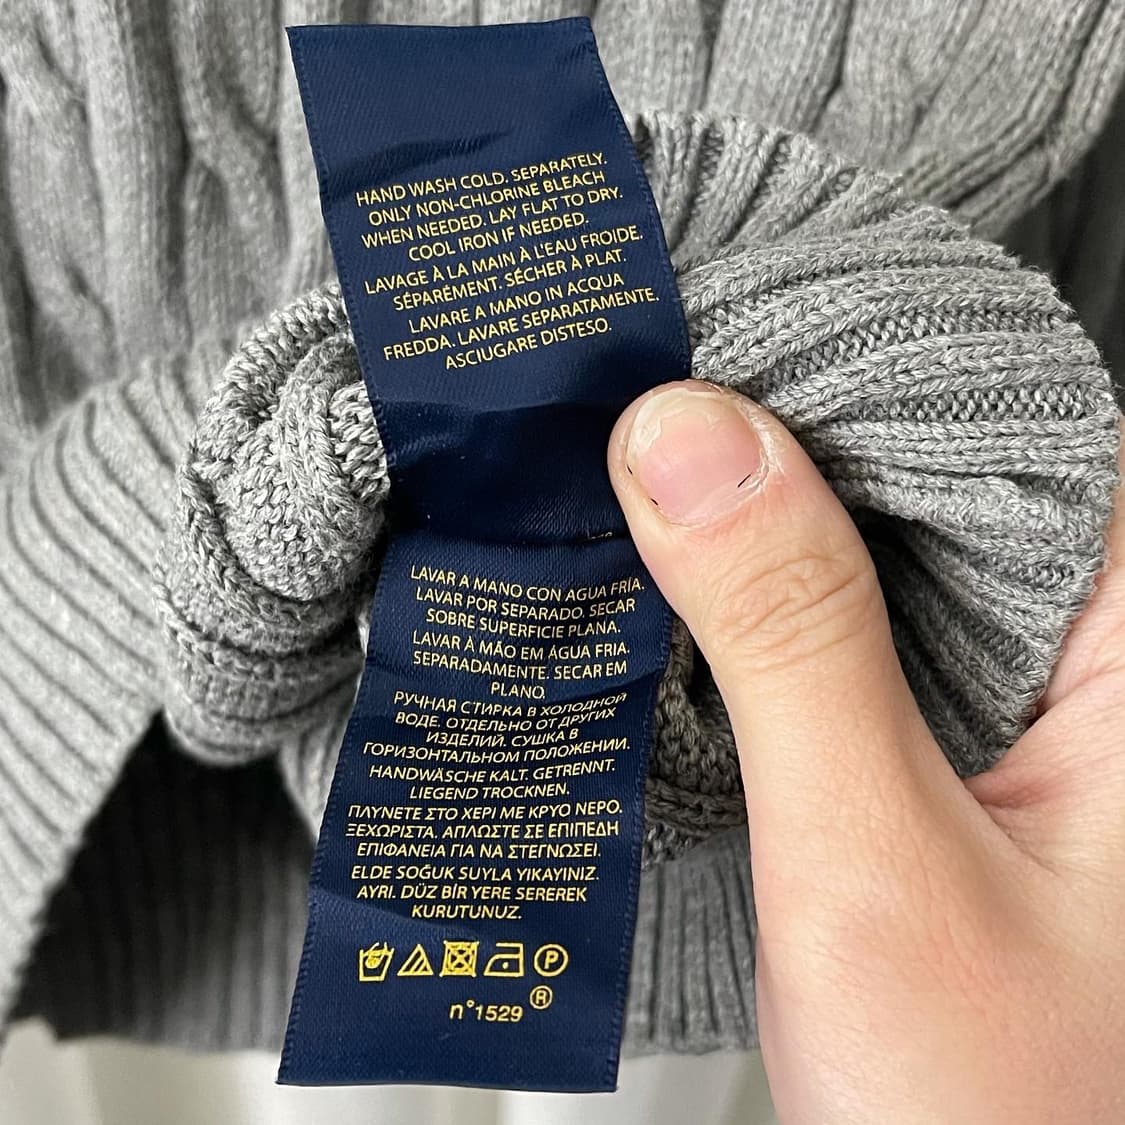 HAND WASH COLD. SEPARATELY.
ONLY NON-CHLORINE BLEACH
WHEN NEEDED. LAY FLAT TO DRY.
COOL IRON IF NEEDED.
LAVAGE À LA MAIN À L'EAU FROIDE.
SÉPARÉMENT. SÉCHER À PLAT.
LAVARE A MANO IN ACQUA
FREDDA. LAVARE SEPARATAMENTE.
ASCIUGARE DISTESO.
LAVAR A MANO CON AGUA FRÍA.
LAVAR POR SEPARADO. SECAR
SOBRE SUPERFICIE PLANA.
LAVAR À MÃO EM ÁGUA FRIA.
SEPARADAMENTE. SECAR EM
PLANO.
РУЧНАЯ СТИРКА В ХОЛОДНОЙ
ВОДЕ. ОТДЕЛЬНО ОТ ДРУГИХ
ИЗДЕЛИЙ. СУШКА В
ГОРИЗОНТАЛЬНОМ ПОЛОЖЕНИИ.
HANDWÄSCHE KALT. GETRENNT.
LIEGEND TROCKNEN.
ΠΛΥΝΕΤΕ ΣΤΟ ΧΕΡΙ ΜΕ ΚΡΥΟ ΝΕΡΟ.
ΞΕΧΩΡΙΣΤΑ. ΑΠΛΩΣΤΕ ΣΕ ΕΠΙΠΕΔΗ
ΕΠΙΦΑΝΕΙΑ ΓΙΑ ΝΑ ΣΤΕΓΝΩΣΕΙ.
ELDE SOĞUK SUYLA YIKAYINIZ.
AYRI. DÜZ BİR YERE SEREREK
KURUTUNUZ.
P
n°1529 ®